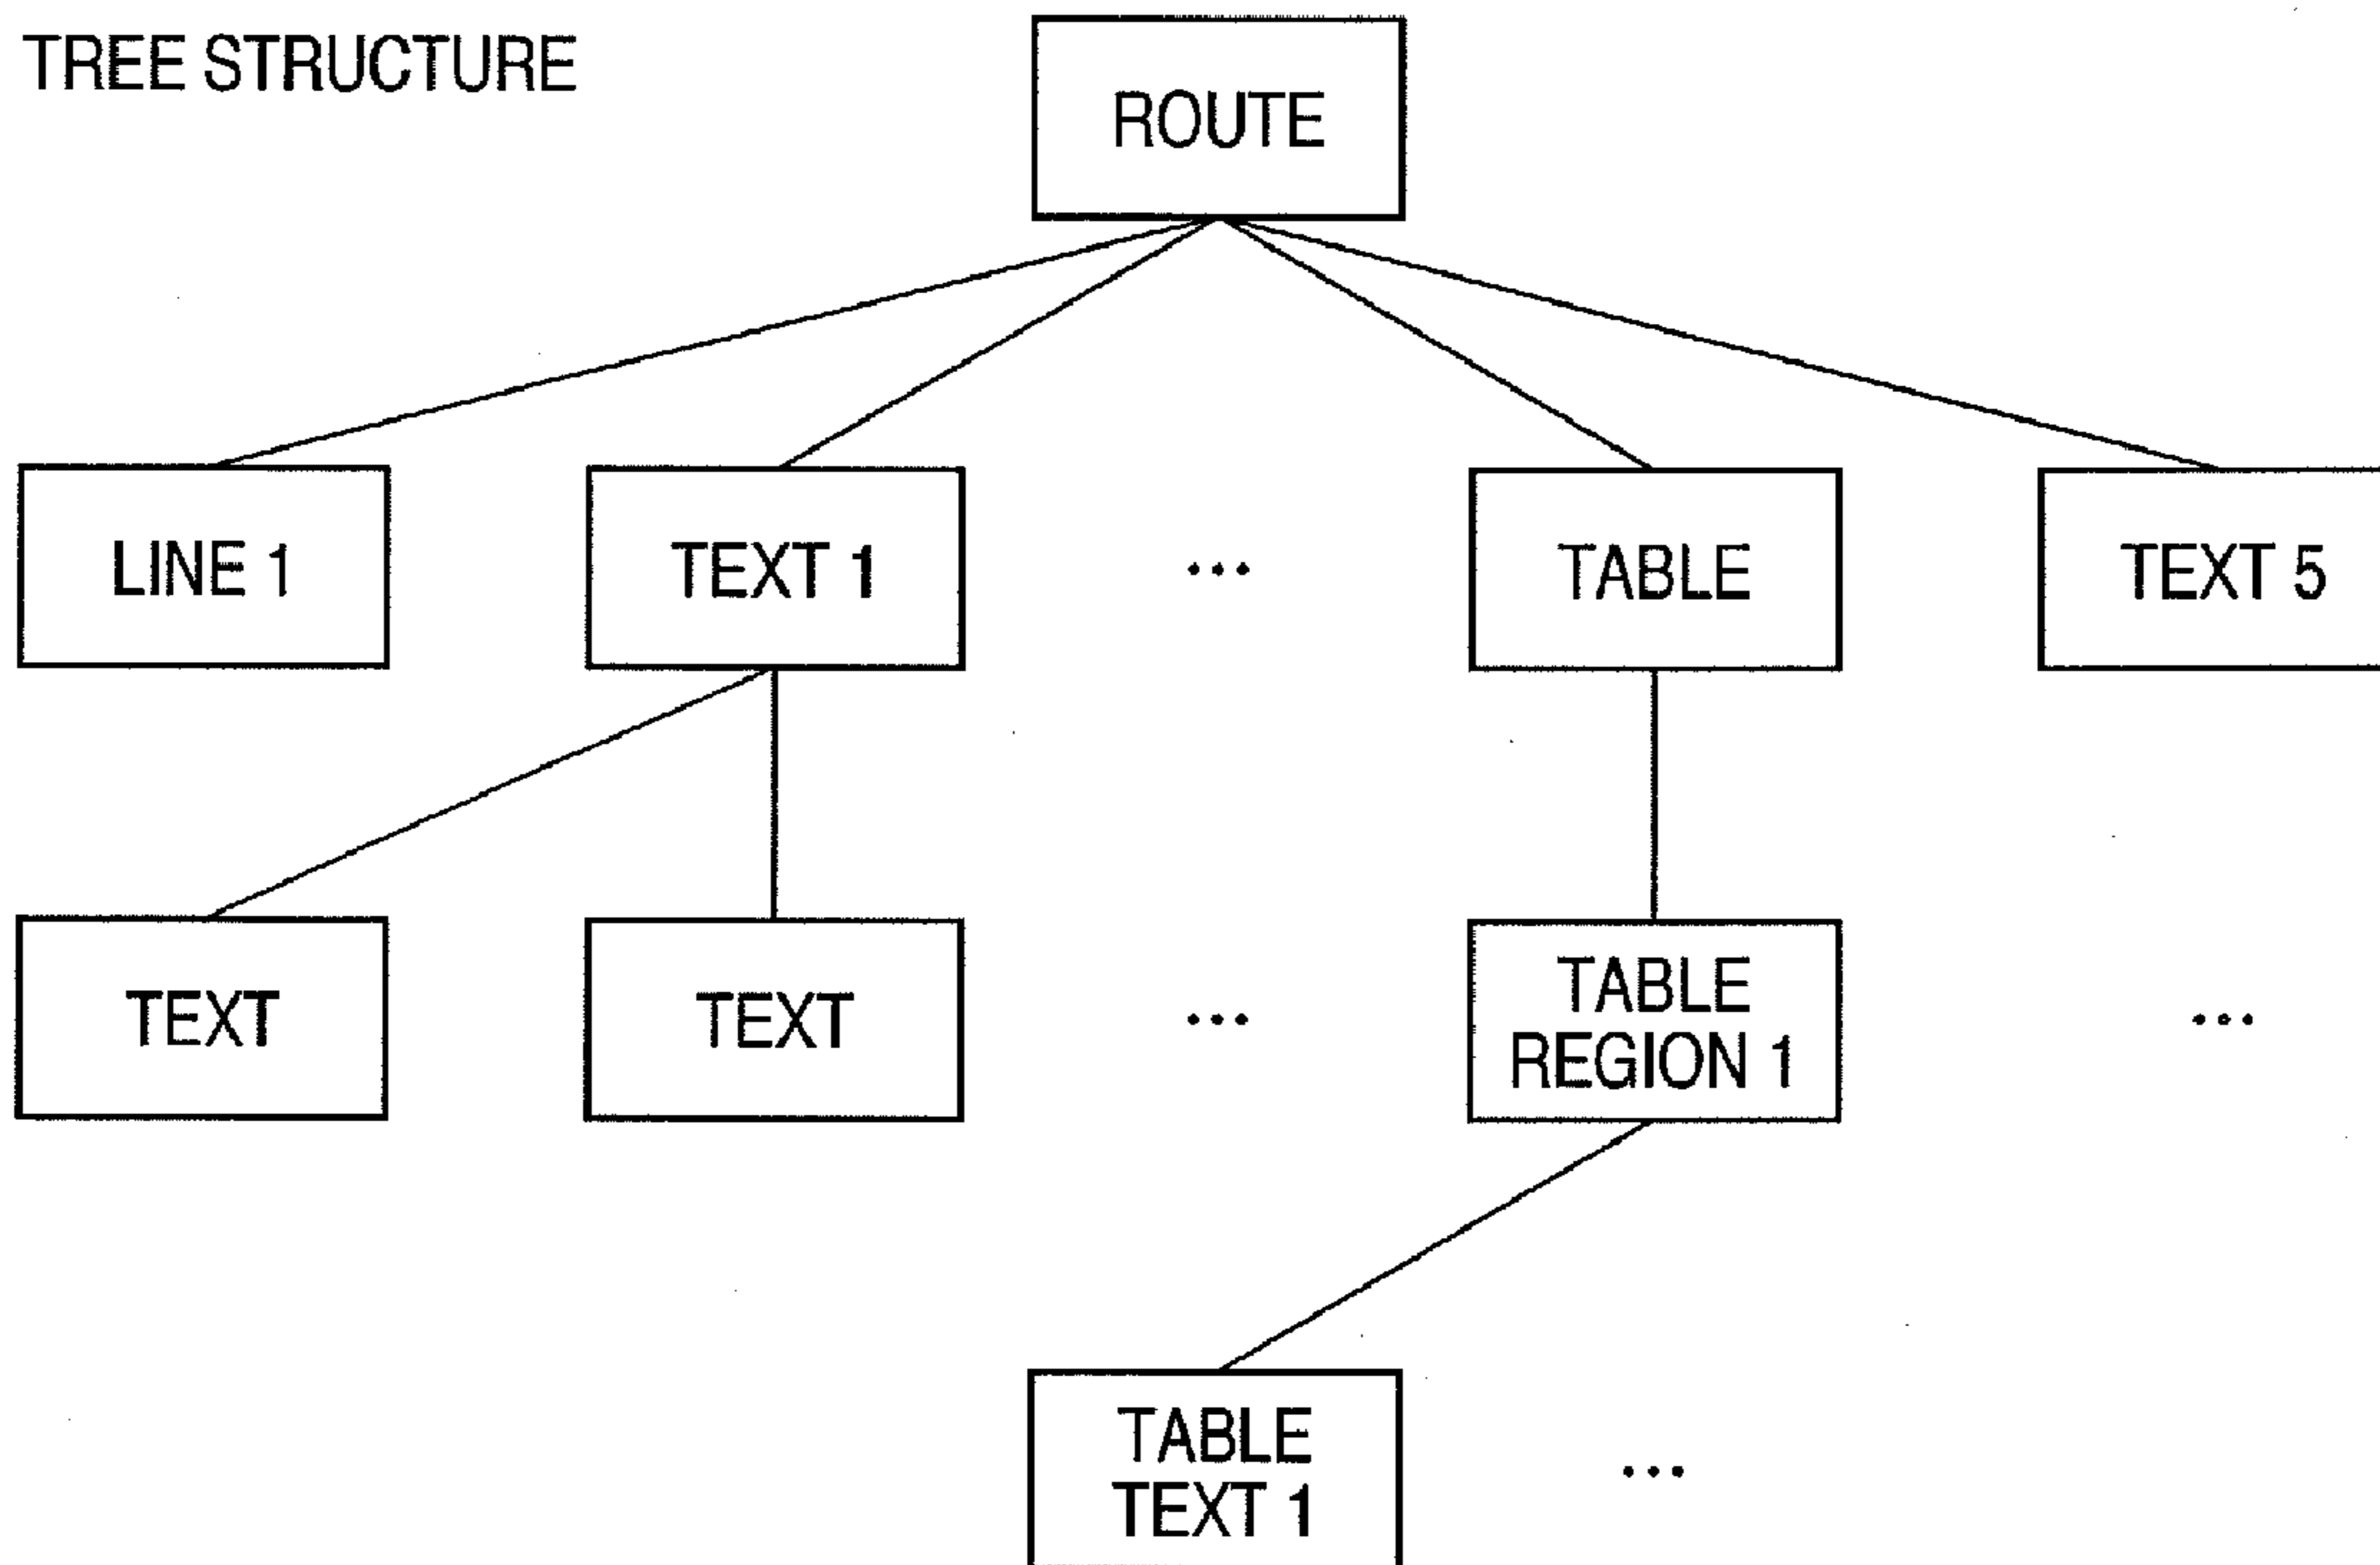 TREE STRUCTURE
ROUTE
LINE 1
TEXT 1
...
TABLE
TEXT 5
TEXT
TEXT
...
TABLE
REGION 1
...
TABLE
TEXT 1
...